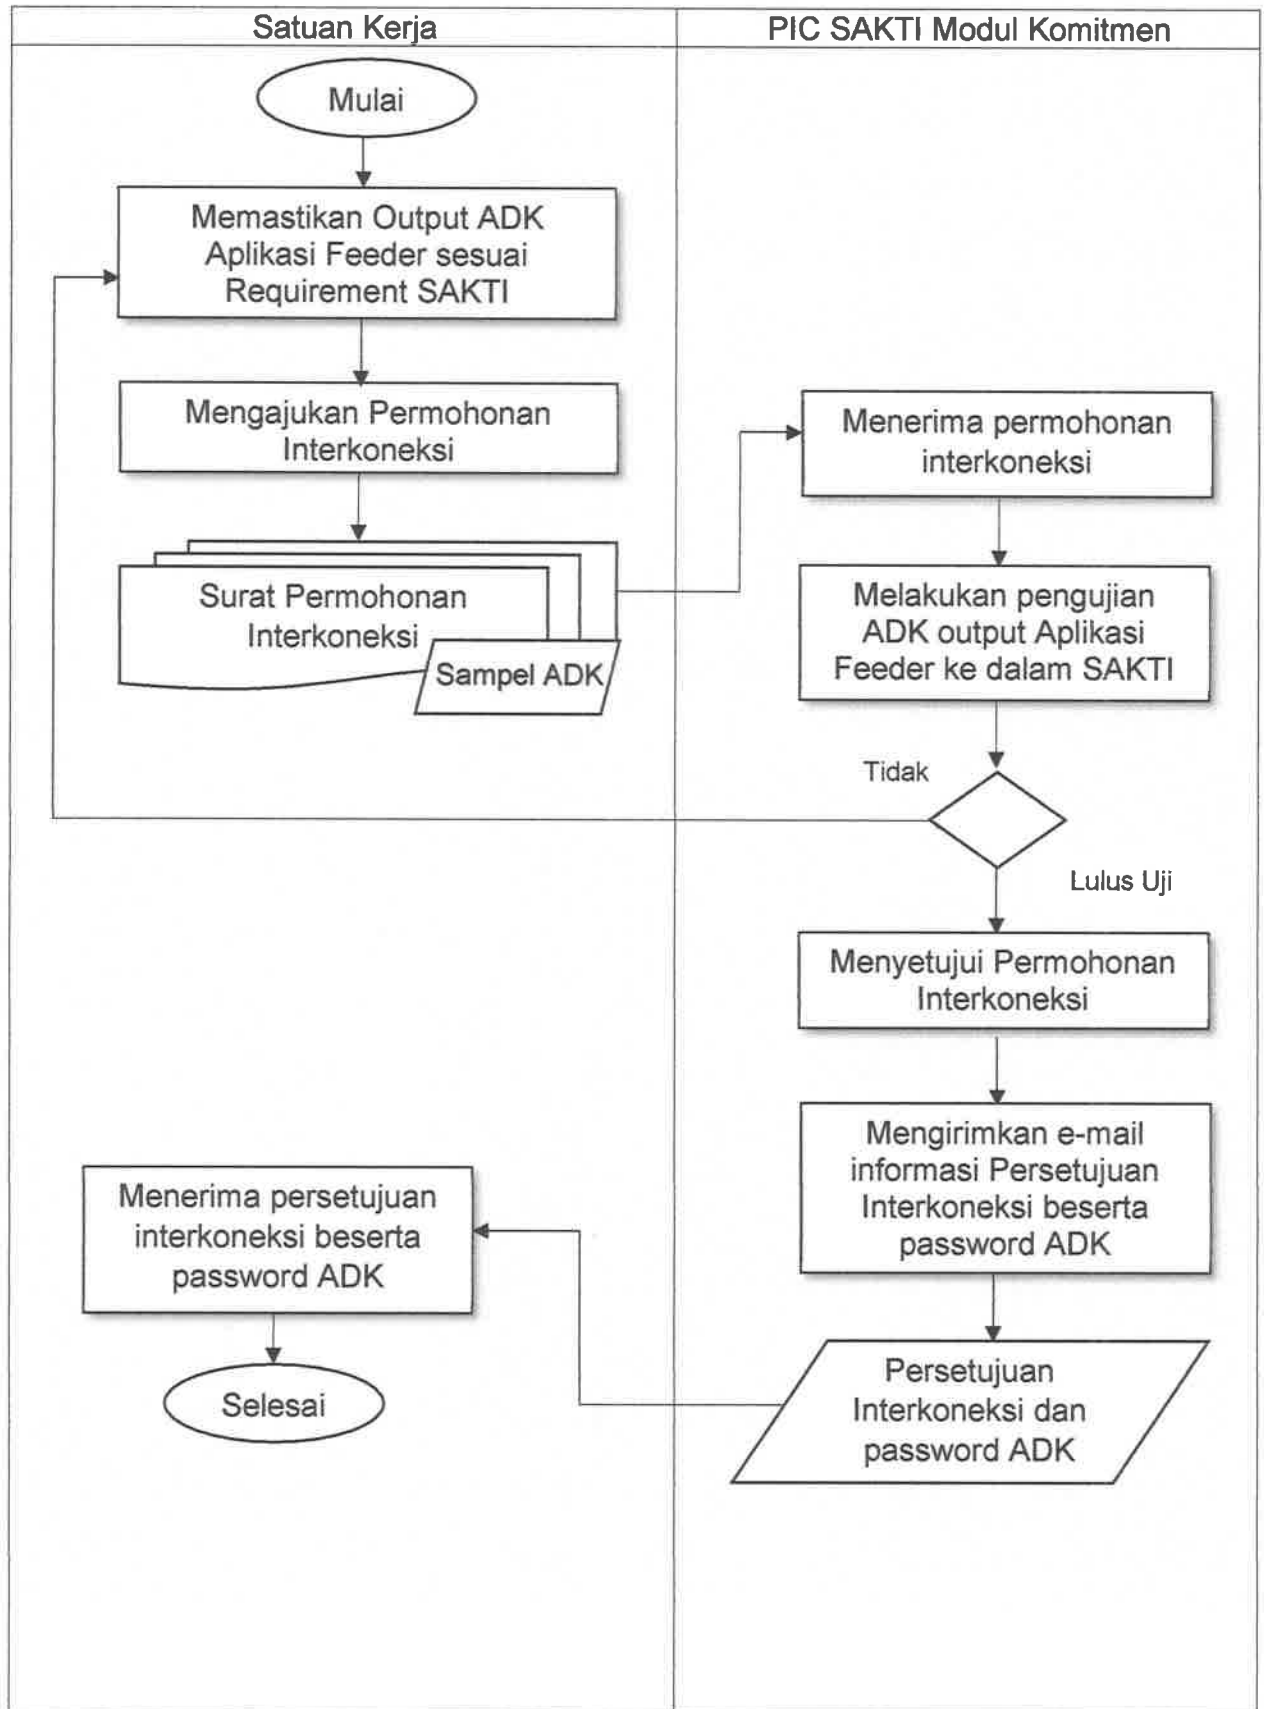 Satuan Kerja
PIC SAKTI Modul Komitmen
Mulai
Memastikan Output ADK
Aplikasi Feeder sesuai
Requirement SAKTI
Mengajukan Permohonan
Interkoneksi
Surat Permohonan
Interkoneksi
Sampel ADK
Menerima permohonan
interkoneksi
Melakukan pengujian
ADK output Aplikasi
Feeder ke dalam SAKTI
Tidak
Lulus Uji
Menyetujui Permohonan
Interkoneksi
Mengirimkan e-mail
informasi Persetujuan
Interkoneksi beserta
password ADK
Persetujuan
Interkoneksi dan
password ADK
Menerima persetujuan
interkoneksi beserta
password ADK
Selesai